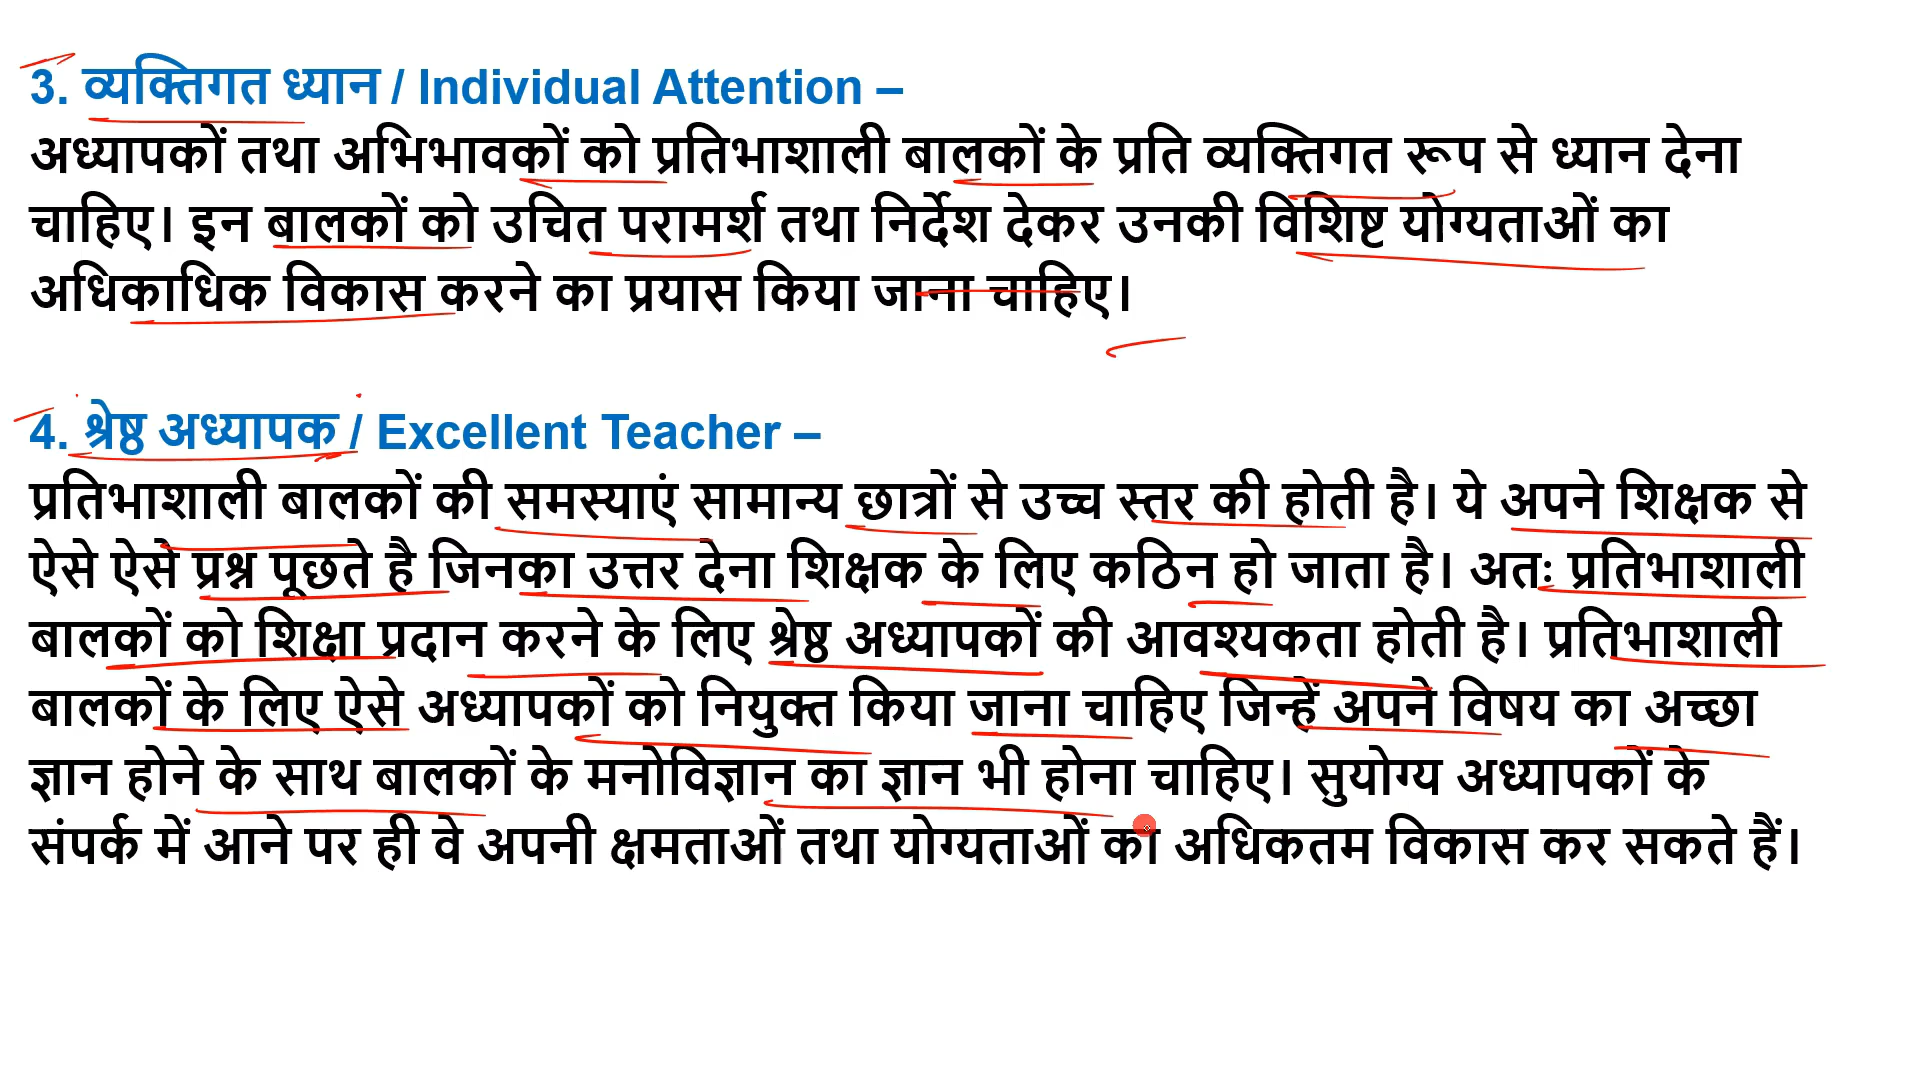 3. व्यक्तिगत ध्यान / Individual Attention –
अध्यापकों तथा अभिभावकों को प्रतिभाशाली बालकों के प्रति व्यक्तिगत रूप से ध्यान देना
चाहिए। इन बालकों को उचित परामर्श तथा निर्देश देकर उनकी विशिष्ट योग्यताओं का
अधिकाधिक विकास करने का प्रयास किया जाना चाहिए।
4. श्रेष्ठ अध्यापक / Excellent Teacher –
प्रतिभाशाली बालकों की समस्याएं सामान्य छात्रों से उच्च स्तर की होती है। ये अपने शिक्षक से
ऐसे ऐसे प्रश्न पूछते है जिनका उत्तर देना शिक्षक के लिए कठिन हो जाता है। अतः प्रतिभाशाली
बालकों को शिक्षा प्रदान करने के लिए श्रेष्ठ अध्यापकों की आवश्यकता होती है। प्रतिभाशाली
बालकों के लिए ऐसे अध्यापकों को नियुक्त किया जाना चाहिए जिन्हें अपने विषय का अच्छा
ज्ञान होने के साथ बालकों के मनोविज्ञान का ज्ञान भी होना चाहिए। सुयोग्य अध्यापकों के
संपर्क में आने पर ही वे अपनी क्षमताओं तथा योग्यताओं का अधिकतम विकास कर सकते हैं।